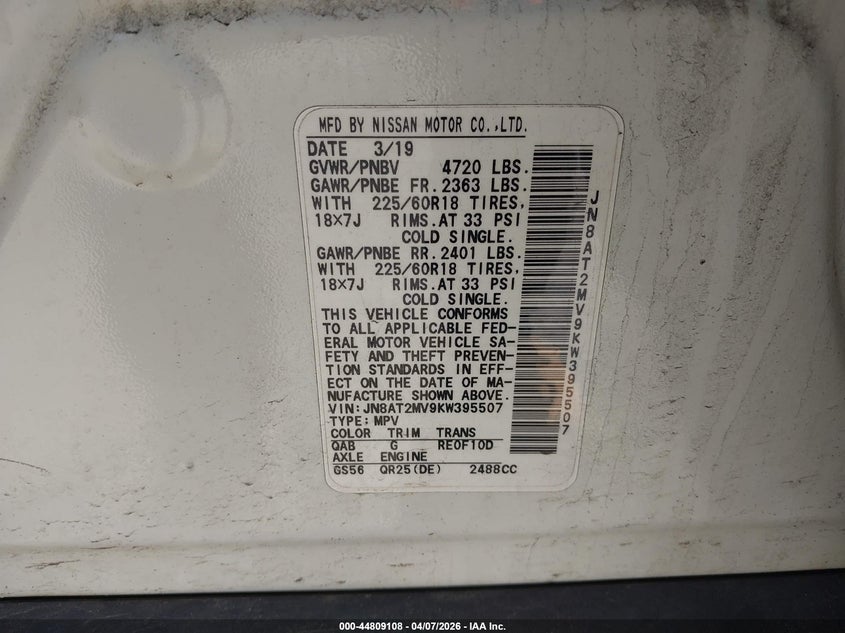 MFD BY NISSAN MOTOR CO.,LTD.
DATE 3/19
GVWR/PNBV 4720 LBS.
GAWR/PNBE FR. 2363 LBS.
WITH 225/60R18 TIRES,
18×7J RIMS. AT 33 PSI
COLD SINGLE.
GAWR/PNBE RR. 2401 LBS.
WITH 225/60R18 TIRES,
18×7J RIMS. AT 33 PSI
COLD SINGLE.
THIS VEHICLE CONFORMS
TO ALL APPLICABLE FED-
ERAL MOTOR VEHICLE SA-
FETY AND THEFT PREVEN-
TION STANDARDS IN EFF-
ECT ON THE DATE OF MA-
NUFACTURE SHOWN ABOVE.
VIN:JN8AT2MV9KW395507
TYPE:MPV
COLOR TRIM TRANS
QAB G RE0F10D
AXLE ENGINE
GS56 QR25(DE) 2488CC
JN8AT2MV9KW395507
000-44809108 04/07/2026 - IAA Inc.